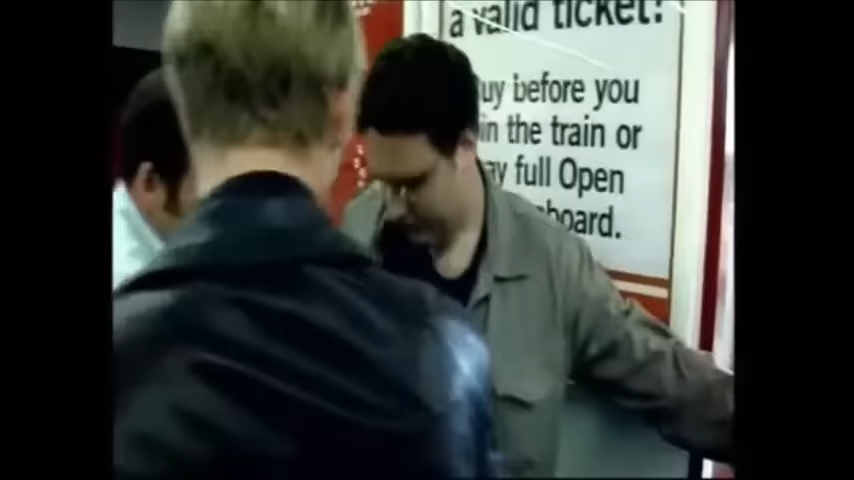 a valid ticket?
uy before you
in the train or
ay full Open
board.